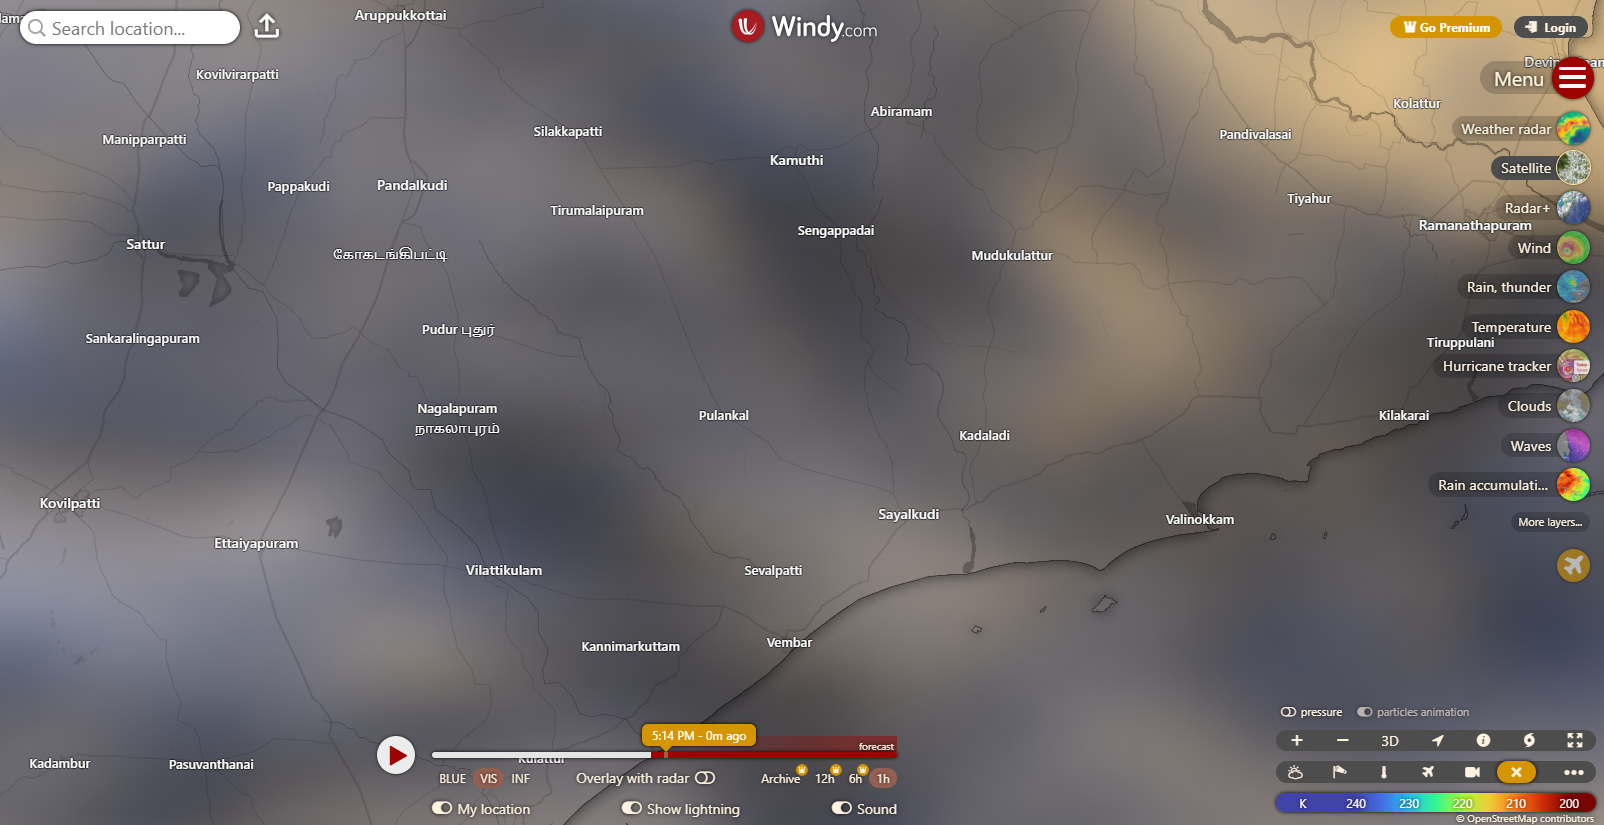 Search location...
Aruppukkottai
Windy.com
Go Premium
Login
Kovilvirarpatti
Menu
Abiramam
Kolattur
Manipparpatti
Silakkapatti
Pandivalasai
Weather radar
Kamuthi
Satellite
Pappakudi
Pandalkudi
Tirumalaipuram
Tiyahur
Radar+
Sattur
Sengappadai
Ramanathapuram
கோகடங்கிபட்டி
Mudukulattur
Wind
Rain, thunder
Sankaralingapuram
Pudur புதூர்
Temperature
Tiruppulani
Hurricane tracker
Nagalapuram
நாகலாபுரம்
Pulankal
Kadaladi
Kilakarai
Clouds
Waves
Rain accumulati...
Kovilpatti
Sayalkudi
Valinokkam
More layers...
Ettaiyapuram
Vilattikulam
Sevalpatti
Kannimarkuttam
Vembar
pressure
particles animation
5:14 PM - 0m ago
forecast
3D
Kadambur
Pasuvanthanai
Kulattur
BLUE VIS INF
Overlay with radar
Archive 12h 6h 1h
My location
Show lightning
Sound
K 240 230 220 210 200
© OpenStreetMap contributors